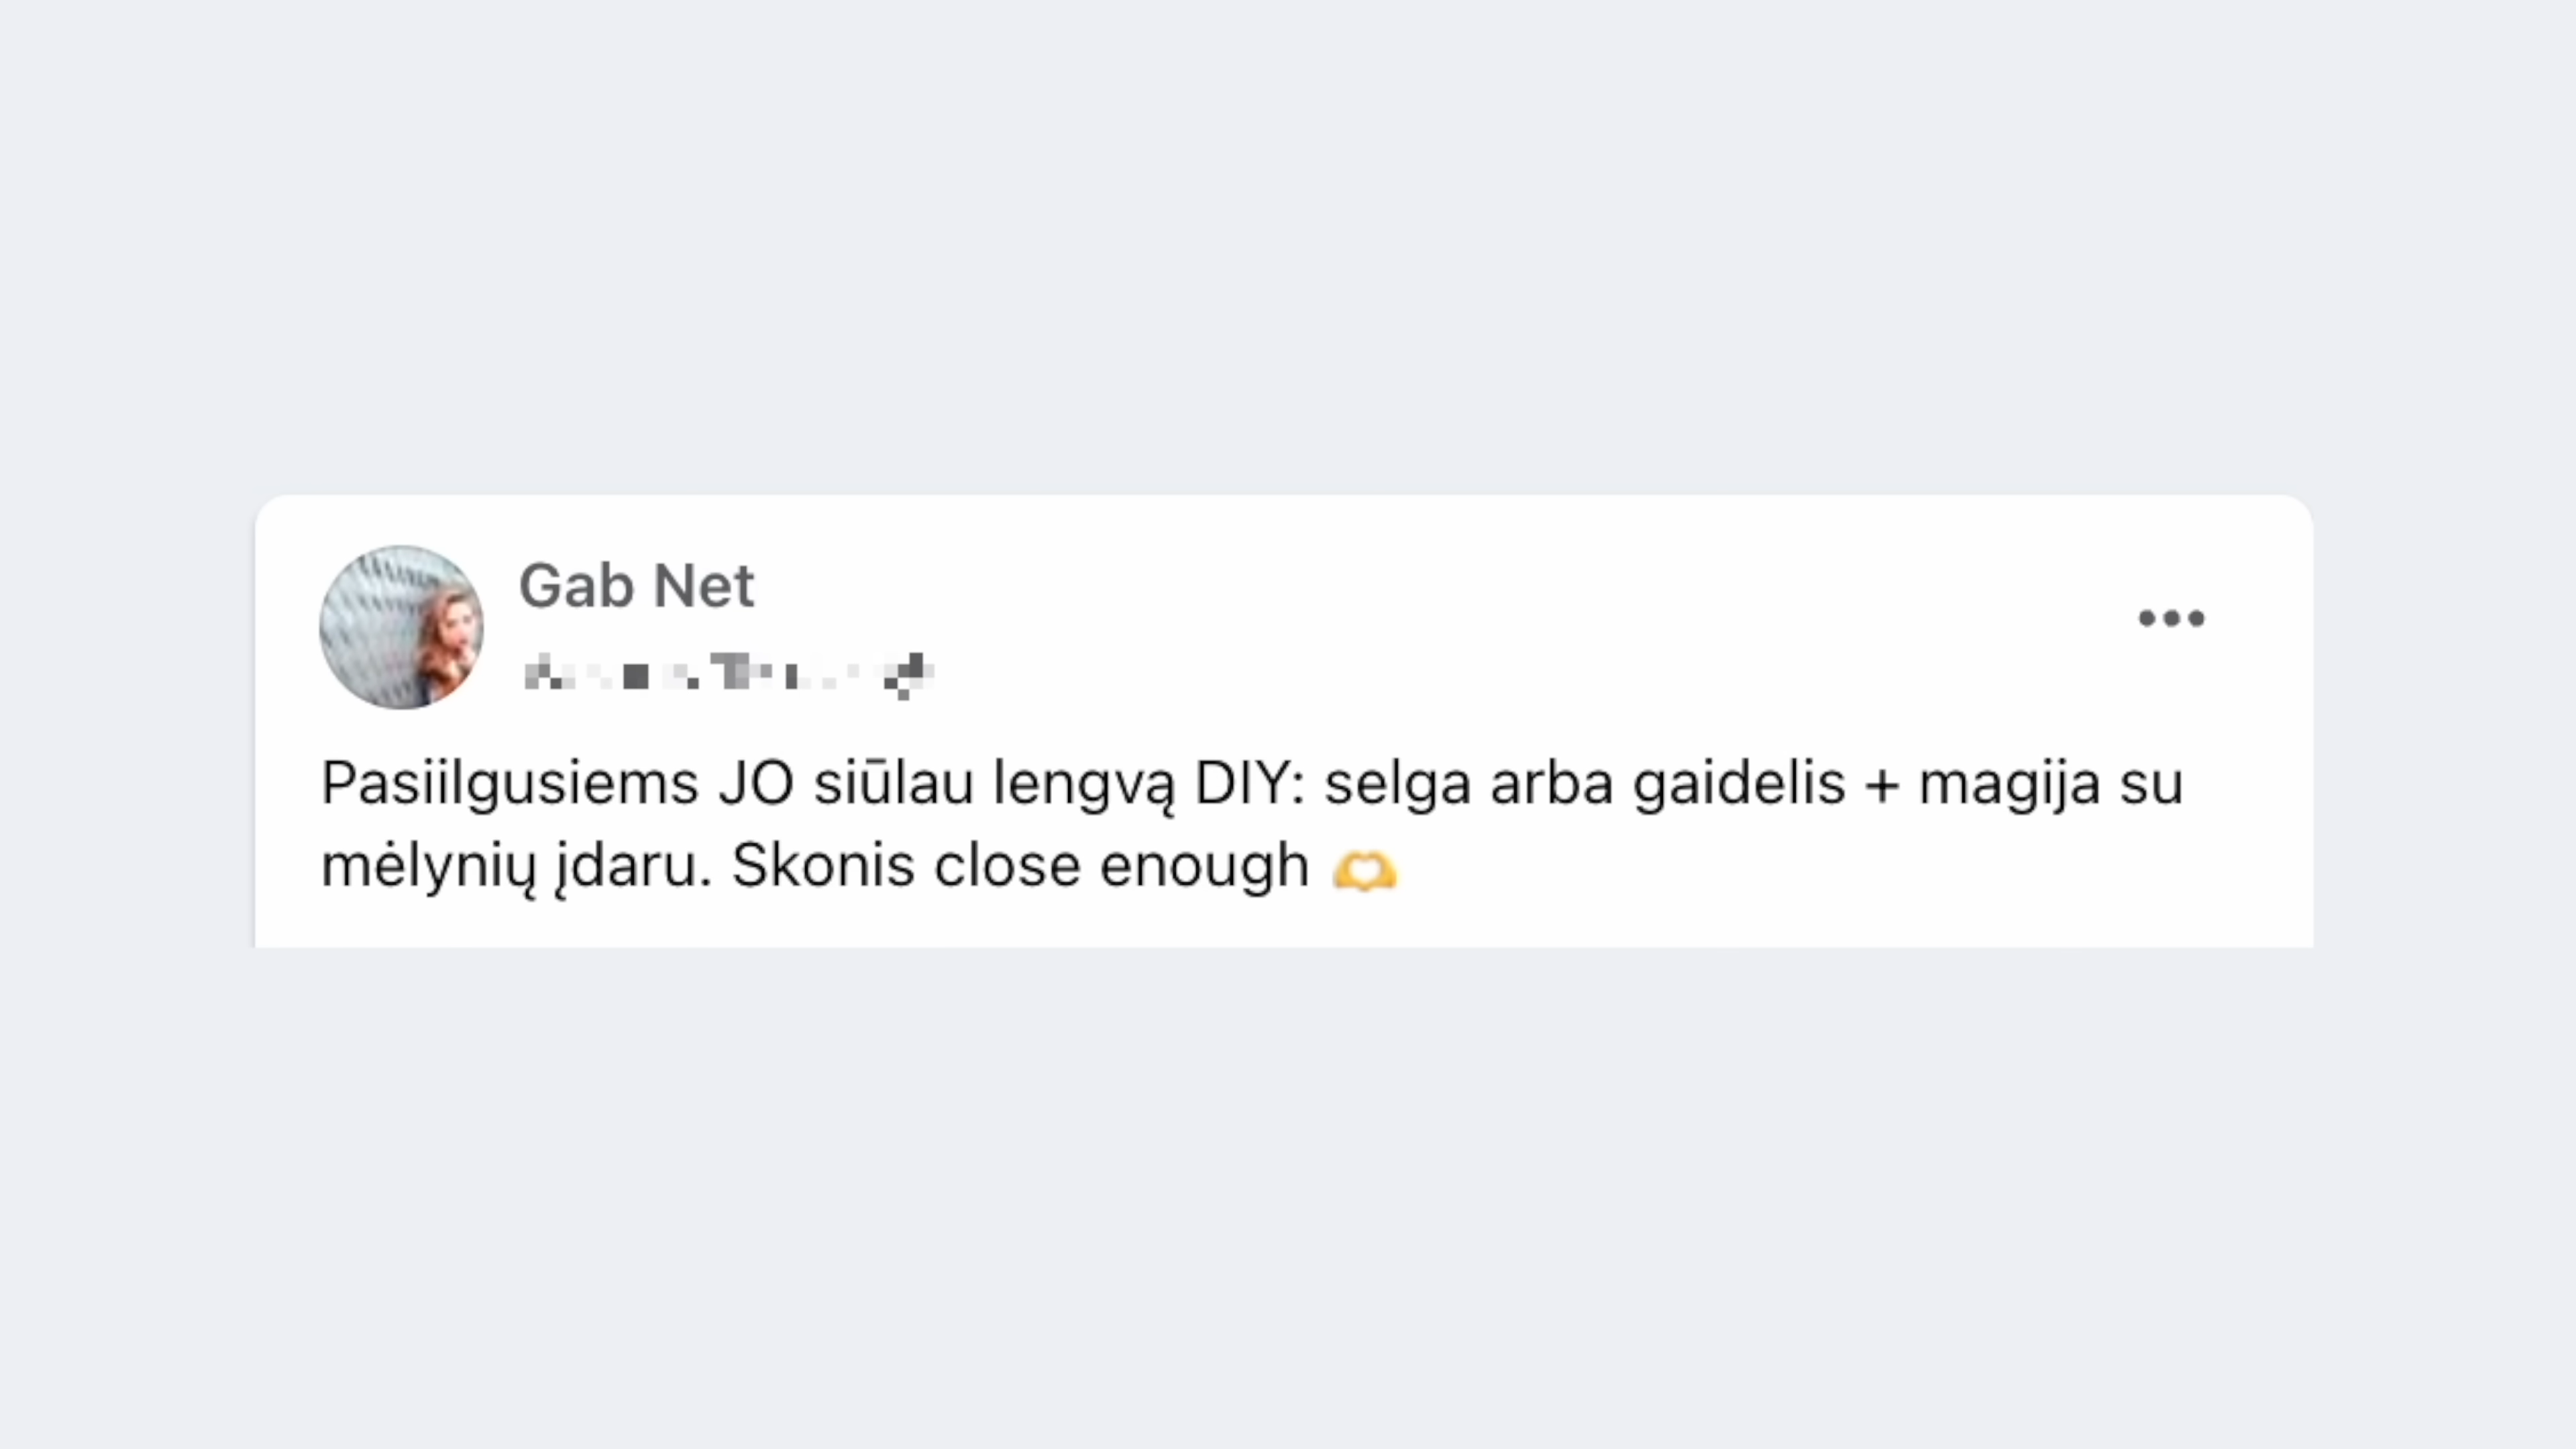 Gab Net
Pasiilgusiems JO siūlau lengvą DIY: selga arba gaidelis + magija su
mėlynių įdaru. Skonis close enough 🫶